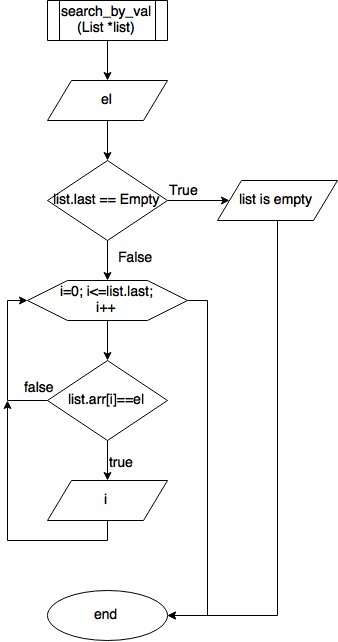 search_by_val
(List *list)
el
list.last == Empty
True
list is empty
False
i=0; i<=list.last;
i++
false
list.arr[i]==el
true
i
end